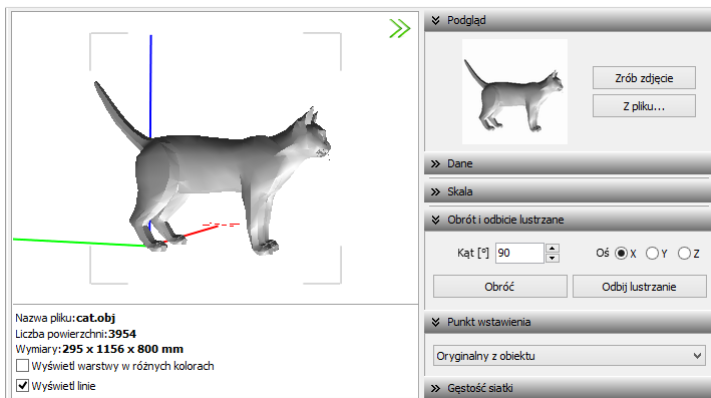 Podgląd
Zrób zdjęcie
Z pliku...
Dane
Skala
Obrót i odbicie lustrzane
Kąt [°] 90 Oś X Y Z
Obróć Odbij lustrzanie
Punkt wstawienia
Oryginalny z obiektu
Gęstość siatki
Nazwa pliku: cat.obj
Liczba powierzchni: 3954
Wymiary: 295 x 1156 x 800 mm
Wyświetl warstwy w różnych kolorach
Wyświetl linie